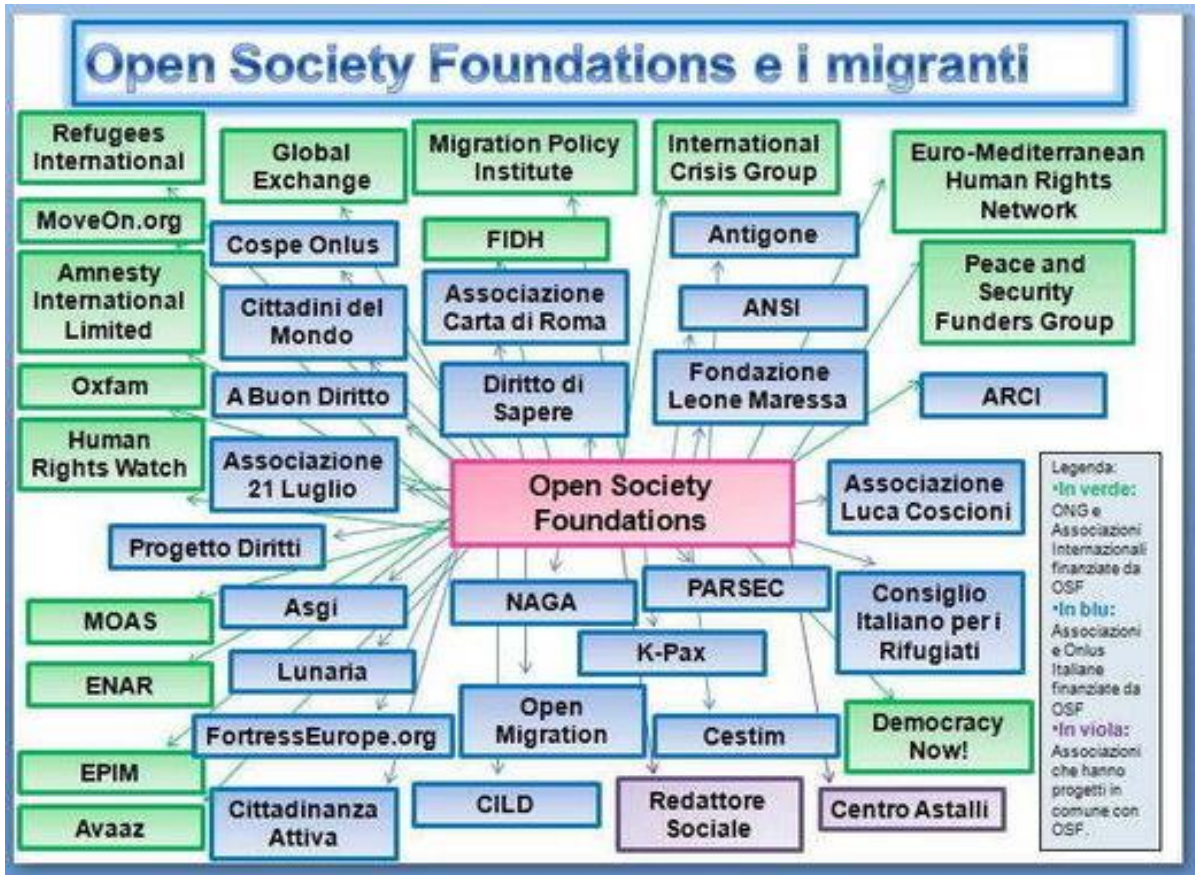 Open Society Foundations e i migranti
Refugees
International
Global
Exchange
Migration Policy
Institute
International
Crisis Group
Euro-Mediterranean
Human Rights
Network
MoveOn.org
Cospe Onlus
FIDH
Antigone
Peace and
Security
Funders Group
Amnesty
International
Limited
Cittadini del
Mondo
Associazione
Carta di Roma
ANSI
Oxfam
A Buon Diritto
Diritto di
Sapere
Fondazione
Leone Maressa
ARCI
Human
Rights Watch
Associazione
21 Luglio
Open Society
Foundations
Associazione
Luca Coscioni
Progetto Diritti
MOAS
Asgi
NAGA
PARSEC
Consiglio
Italiano per i
Rifugiati
ENAR
Lunaria
K-Pax
FortressEurope.org
Open
Migration
Cestim
Democracy
Now!
EPIM
Avaaz
Cittadinanza
Attiva
CILD
Redattore
Sociale
Centro Astalli
Legenda:
•In verde:
ONG e
Associazioni
Internazionali
finanziate da
OSF
•In blu:
Associazioni
e Onlus
Italiane
finanziate da
OSF
•In viola:
Associazioni
che hanno
progetti in
comune con
OSF.